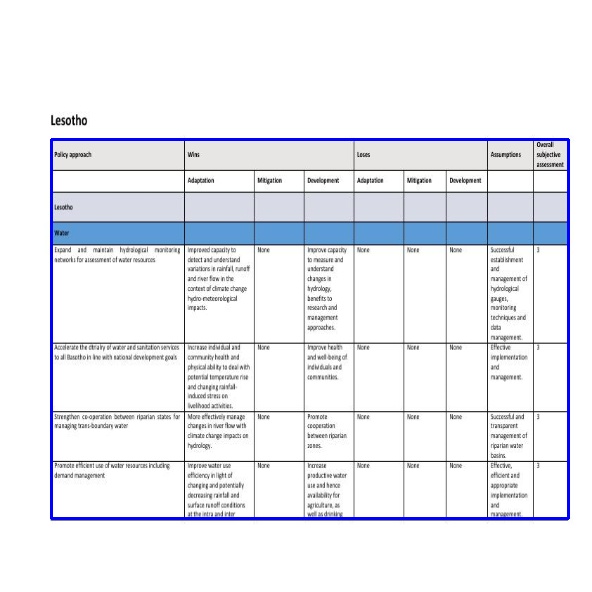 Lesotho
Policy approach Wins Loses Assumptions Overall subjective assessment
Adaptation Mitigation Development Adaptation Mitigation Development
Lesotho
Water
Expand and maintain hydrological monitoring
networks for assessment of water resources
Improved capacity to
detect and understand
variations in rainfall, runoff
and river flow in the
context of climate change
hydro-meteorological
impacts.
None
Improve capacity
to measure and
understand
changes in
hydrology,
benefits to
research and
management
approaches.
None
None
None
Successful
establishment
and
management of
hydrological
gauges,
monitoring
techniques and
data
management.
3
Accelerate the of water and sanitation services
to all Basotho in line with national development goals
Increase individual and
community health and
physical ability to deal with
potential temperature rise
and changing rainfall-
induced stress on
livelihood activities.
None
Improve health
and well-being of
individuals and
communities.
None
None
None
Effective
implementation
and
management.
3
Strengthen co-operation between riparian states for
managing trans-boundary water
More effectively manage
changes in river flow with
climate change impacts on
hydrology.
None
Promote
cooperation
between riparian
zones.
None
None
None
Successful and
transparent
management of
riparian water
basins.
3
Promote efficient use of water resources including
demand management
Improve water use
efficiency in light of
changing and potentially
decreasing rainfall and
surface runoff conditions
at the intra and inter
None
Increase
productive water
use and hence
availability for
agriculture, as
well as drinking
None
None
None
Effective,
efficient and
appropriate
implementation
and
management.
3